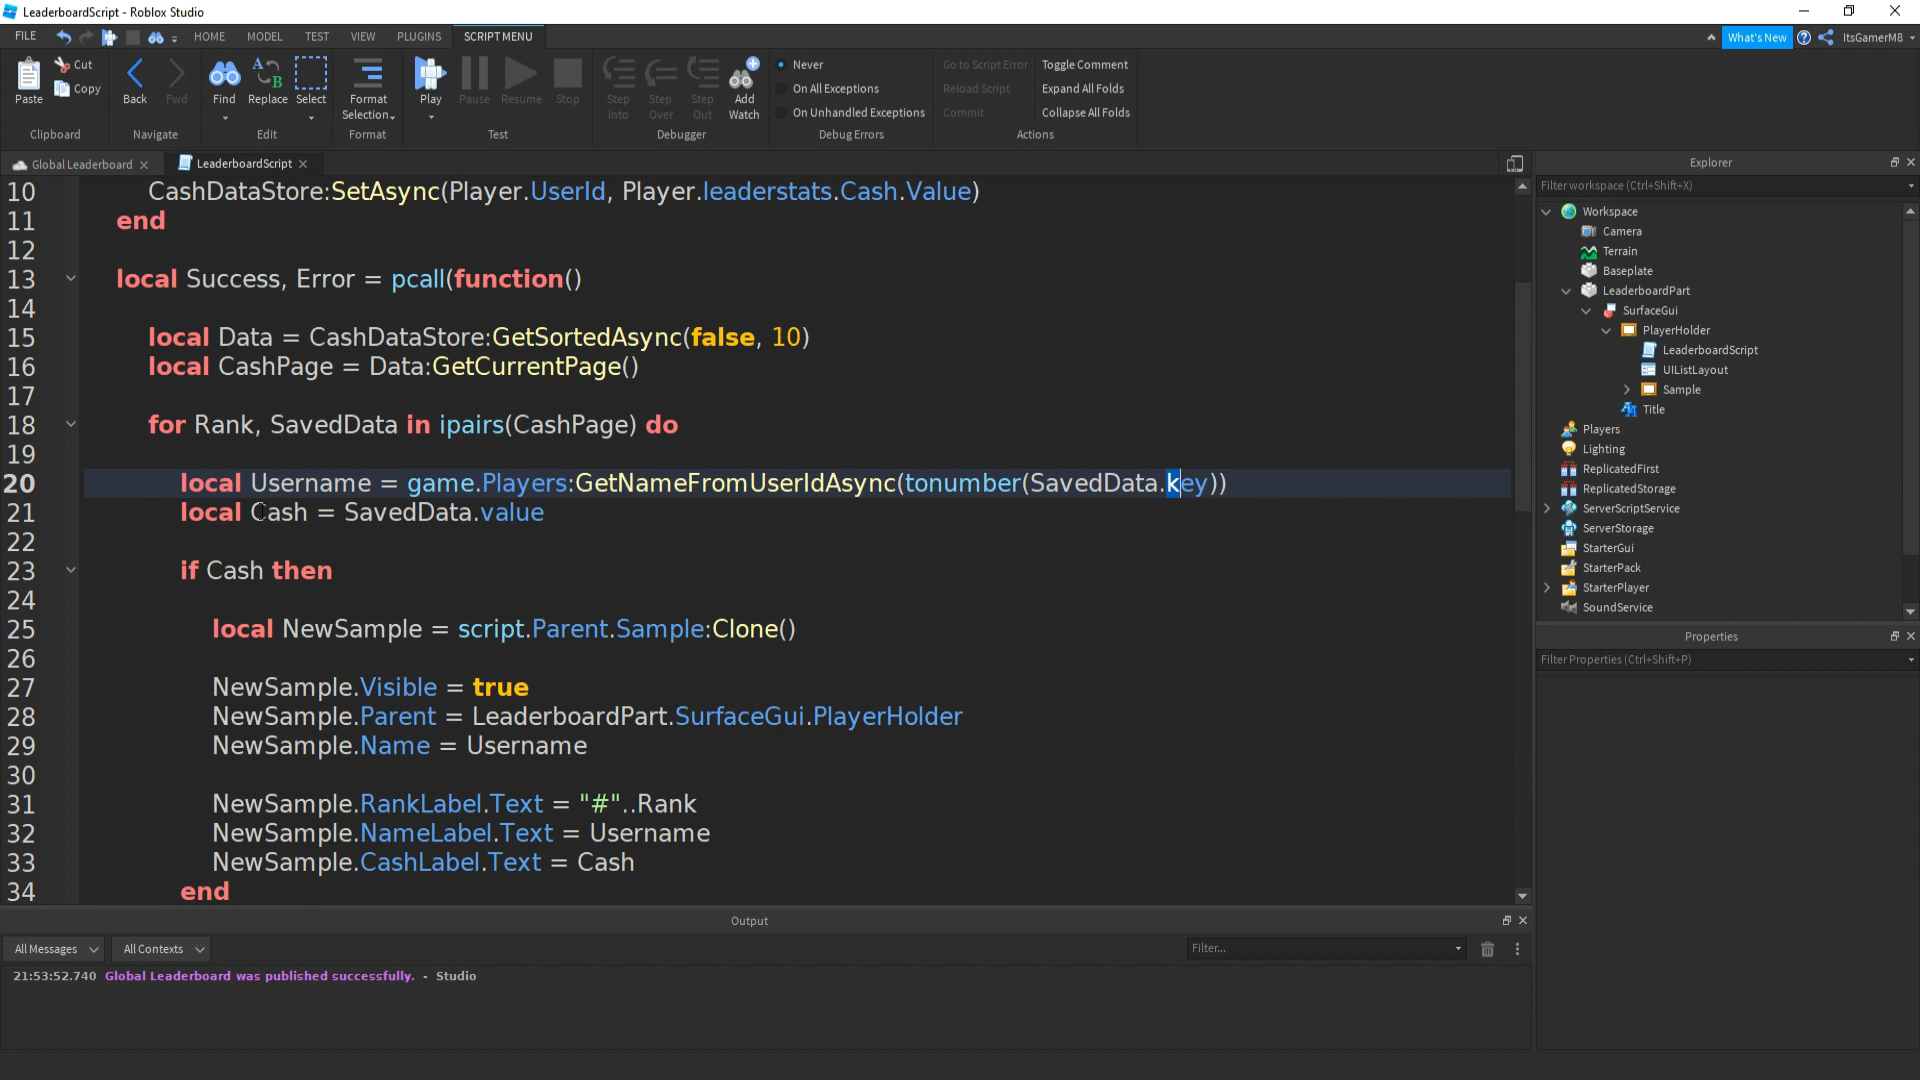 LeaderboardScript - Roblox Studio
FILE HOME MODEL TEST VIEW PLUGINS SCRIPT MENU What's New ItsGamerM8
Paste Cut Copy Back Fwd Find Replace Select Format Selection Play Pause Resume Stop Step Into Step Over Step Out Add Watch
Never Go to Script Error Toggle Comment
On All Exceptions Reload Script Expand All Folds
On Unhandled Exceptions Commit Collapse All Folds
Clipboard Navigate Edit Format Test Debugger Debug Errors Actions
Global Leaderboard LeaderboardScript
10 CashDataStore:SetAsync(Player.UserId, Player.leaderstats.Cash.Value)
11 end
12
13 local Success, Error = pcall(function()
14
15 local Data = CashDataStore:GetSortedAsync(false, 10)
16 local CashPage = Data:GetCurrentPage()
17
18 for Rank, SavedData in ipairs(CashPage) do
19
20 local Username = game.Players:GetNameFromUserIdAsync(tonumber(SavedData.key))
21 local Cash = SavedData.value
22
23 if Cash then
24
25 local NewSample = script.Parent.Sample:Clone()
26
27 NewSample.Visible = true
28 NewSample.Parent = LeaderboardPart.SurfaceGui.PlayerHolder
29 NewSample.Name = Username
30
31 NewSample.RankLabel.Text = "#"..Rank
32 NewSample.NameLabel.Text = Username
33 NewSample.CashLabel.Text = Cash
34 end
Output
All Messages All Contexts Filter...
21:53:52.740 Global Leaderboard was published successfully. - Studio
Explorer
Filter workspace (Ctrl+Shift+X)
Workspace
Camera
Terrain
Baseplate
LeaderboardPart
SurfaceGui
PlayerHolder
LeaderboardScript
UIListLayout
Sample
Title
Players
Lighting
ReplicatedFirst
ReplicatedStorage
ServerScriptService
ServerStorage
StarterGui
StarterPack
StarterPlayer
SoundService
Properties
Filter Properties (Ctrl+Shift+P)